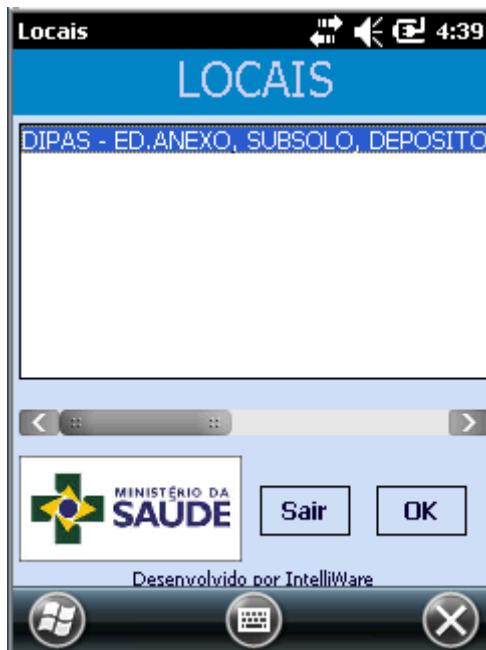 Locais 4:39
LOCAIS
DIPAS - ED.ANEXO, SUBSOLO, DEPOSITO
MINISTÉRIO DA
SAÚDE
Sair OK
Desenvolvido por IntelliWare